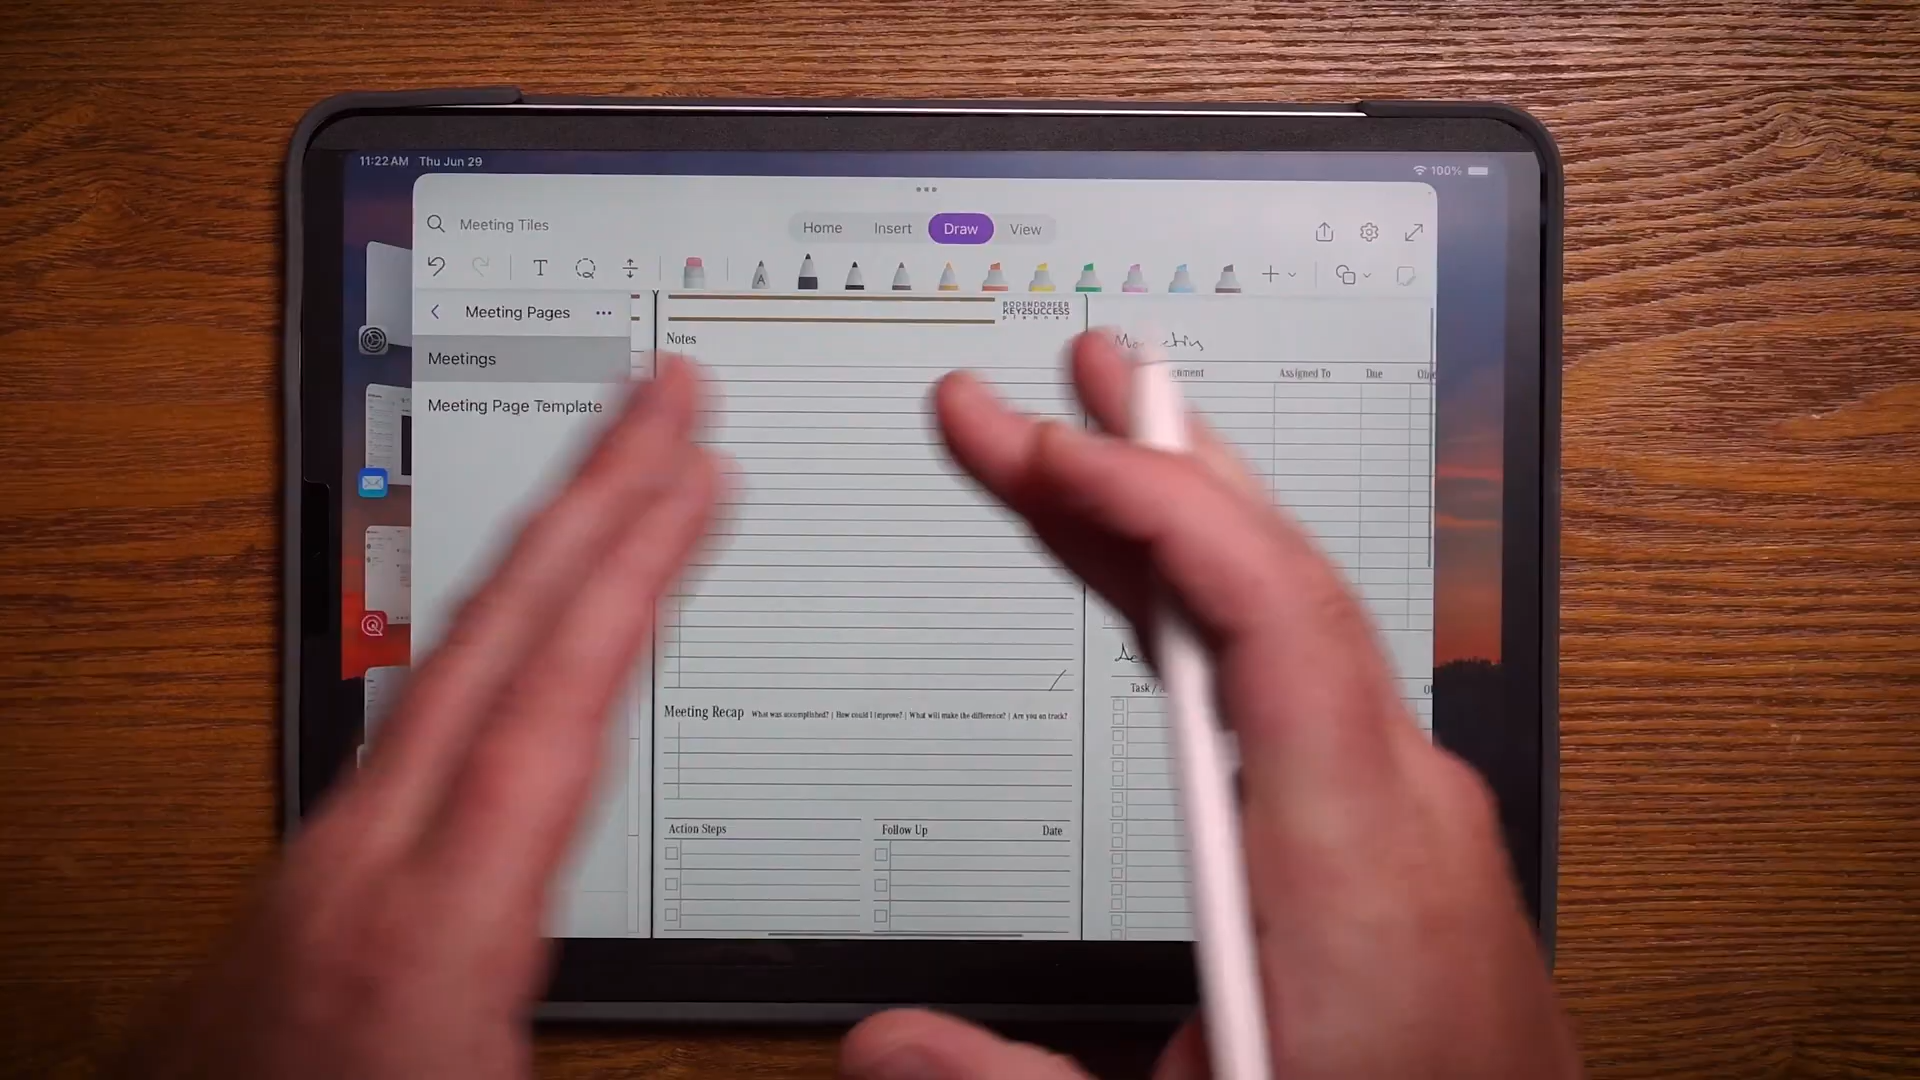 11:22 AM Thu Jun 29
100%
Meeting Tiles
Home Insert Draw View
T
A
Meeting Pages
Meetings
Meeting Page Template
BODENDORFER
KEY2SUCCESS
planner
Notes
Assigned To Due
Meeting Recap What was accomplished? | How could I improve? | What will make the difference? | Are you on track?
Task /
Action Steps
Follow Up Date